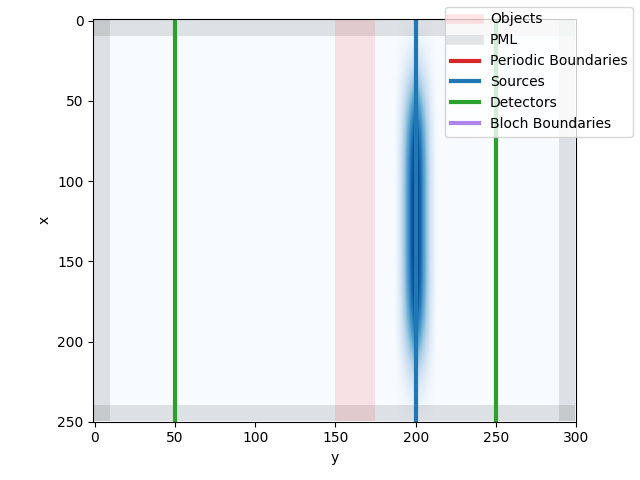 Objects
PML
Periodic Boundaries
Sources
Detectors
Bloch Boundaries
0
50
100
150
200
250
x
0 50 100 150 200 250 300
y